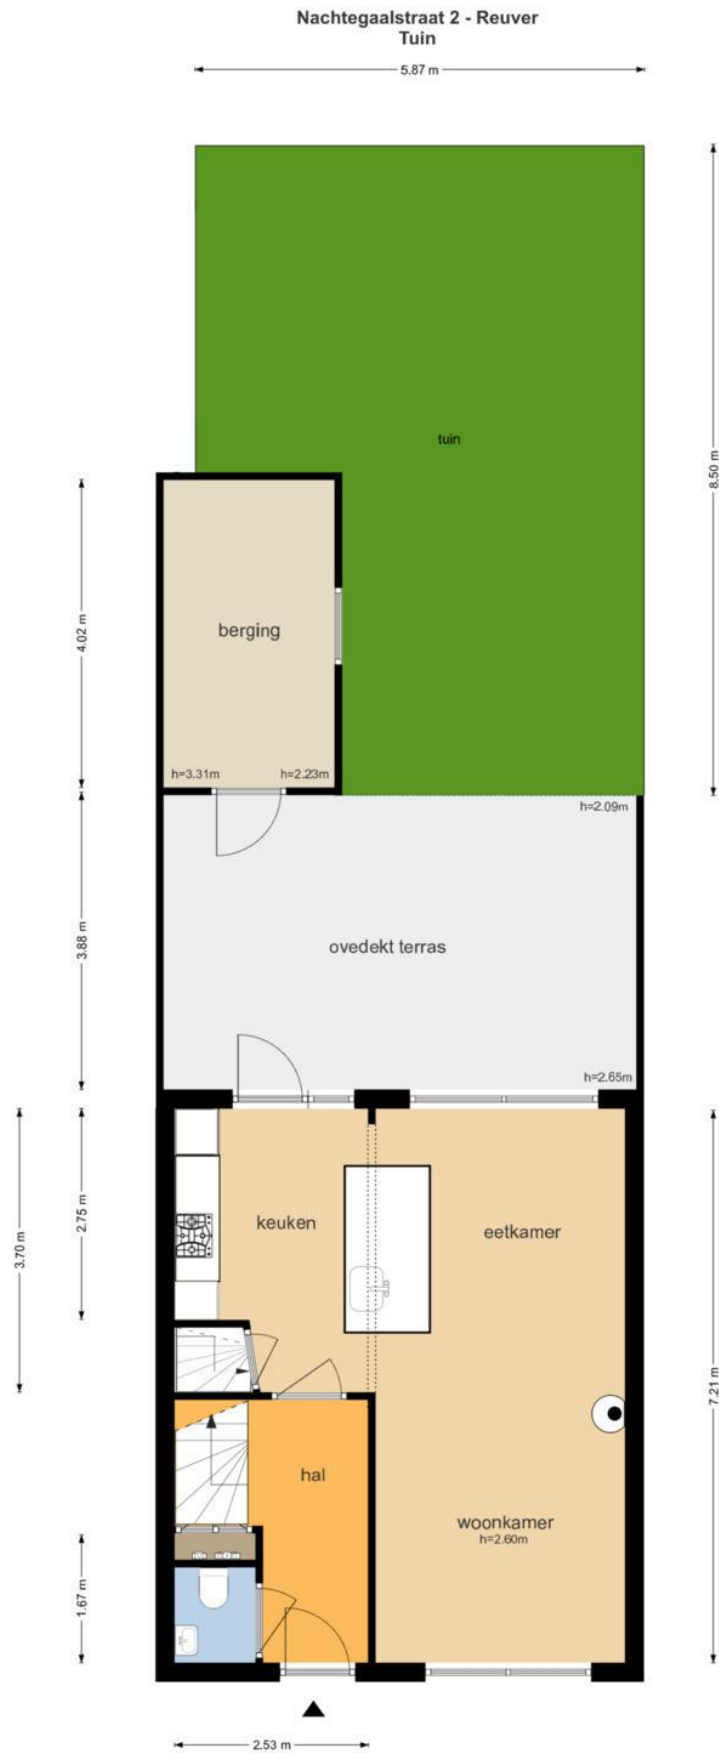 Nachtegaalstraat 2 - Reuver
Tuin
5.87 m
tuin
8.50 m
4.02 m
berging
h=3.31m
h=2.23m
h=2.09m
3.88 m
ovedekt terras
h=2.65m
2.75 m
3.70 m
keuken
eetkamer
7.21 m
hal
woonkamer
h=2.60m
1.67 m
2.53 m